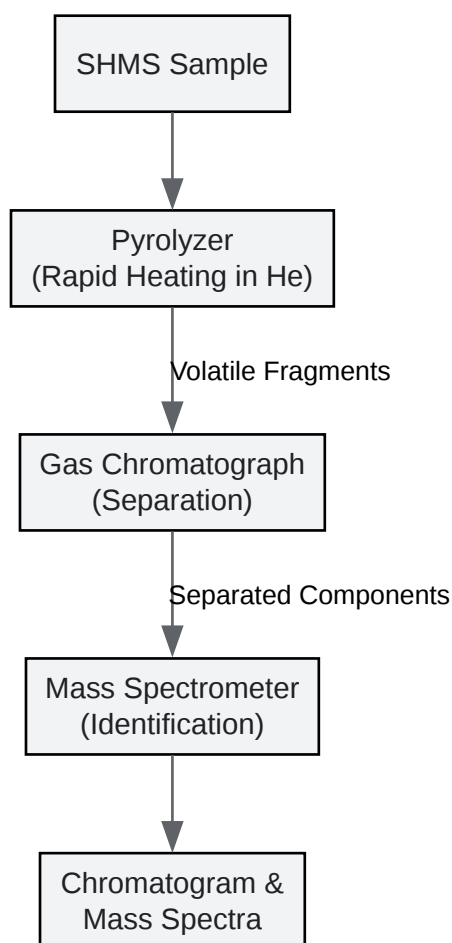 SHMS Sample
Pyrolyzer
(Rapid Heating in He)
Volatile Fragments
Gas Chromatograph
(Separation)
Separated Components
Mass Spectrometer
(Identification)
Chromatogram &
Mass Spectra